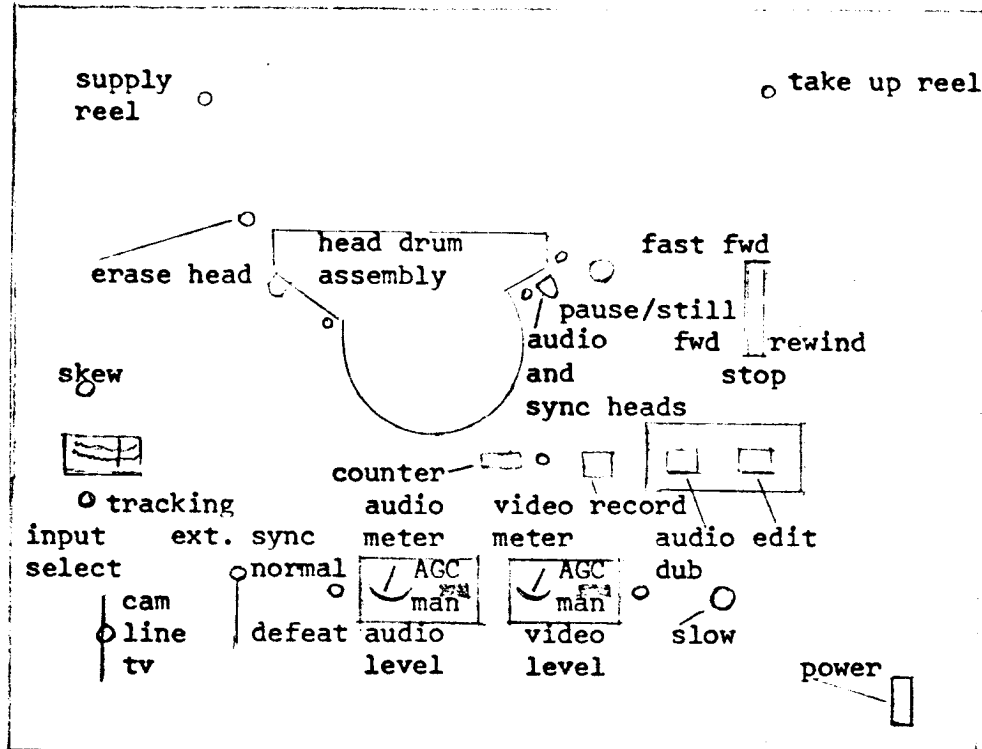 supply
reel
take up reel
head drum
assembly
fast fwd
erase head
pause/still
audio
and
sync heads
fwd rewind
stop
skew
counter
tracking
audio
meter
video
meter
record
input
select
ext. sync
normal
defeat
audio
dub
edit
AGC
man
AGC
man
cam
line
tv
audio
level
video
level
slow
power